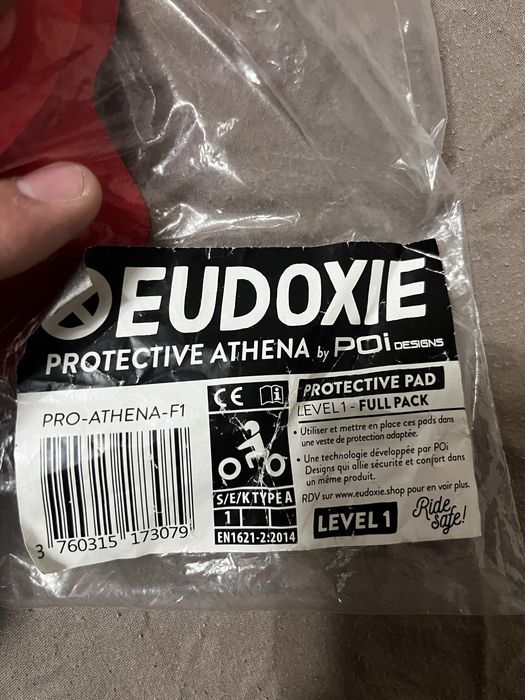 EUDOXIE
PROTECTIVE ATHENA by POi DESIGNS
PRO-ATHENA-F1
3 760315 173079
CE i
S/E/KTYPE A
1
EN1621-2:2014
PROTECTIVE PAD
LEVEL 1 - FULL PACK
• Utiliser et mettre en place ces pads dans
une veste de protection adaptée.
• Une technologie développée par POi
Designs qui allie sécurité et confort dans
un même produit.
RDV sur www.eudoxie.shop pour en voir plus.
LEVEL 1
Ride
safe!